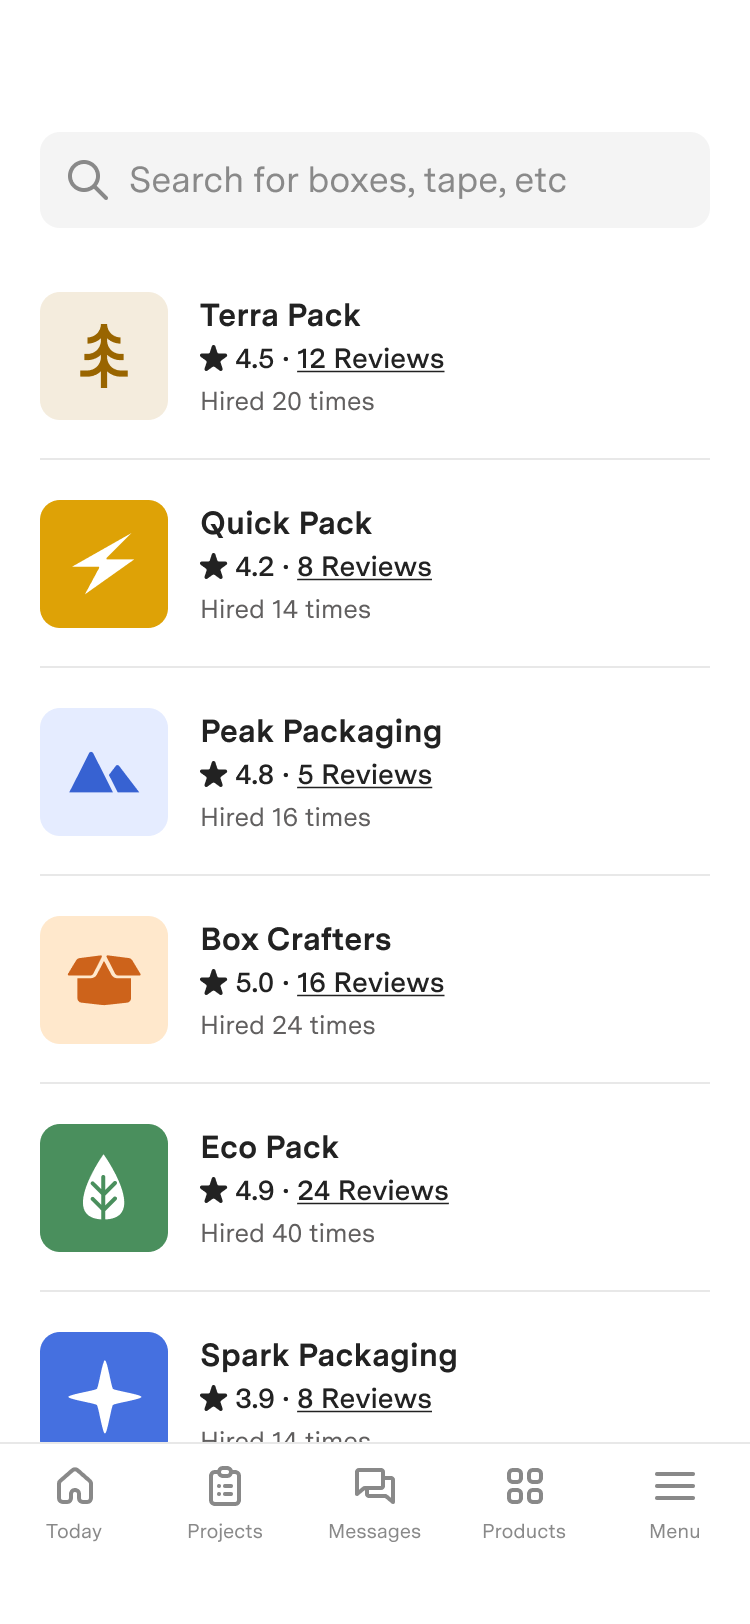 Search for boxes, tape, etc
Terra Pack
★ 4.5 · 12 Reviews
Hired 20 times
Quick Pack
★ 4.2 · 8 Reviews
Hired 14 times
Peak Packaging
★ 4.8 · 5 Reviews
Hired 16 times
Box Crafters
★ 5.0 · 16 Reviews
Hired 24 times
Eco Pack
★ 4.9 · 24 Reviews
Hired 40 times
Spark Packaging
★ 3.9 · 8 Reviews
Hired 14 times
Today
Projects
Messages
Products
Menu